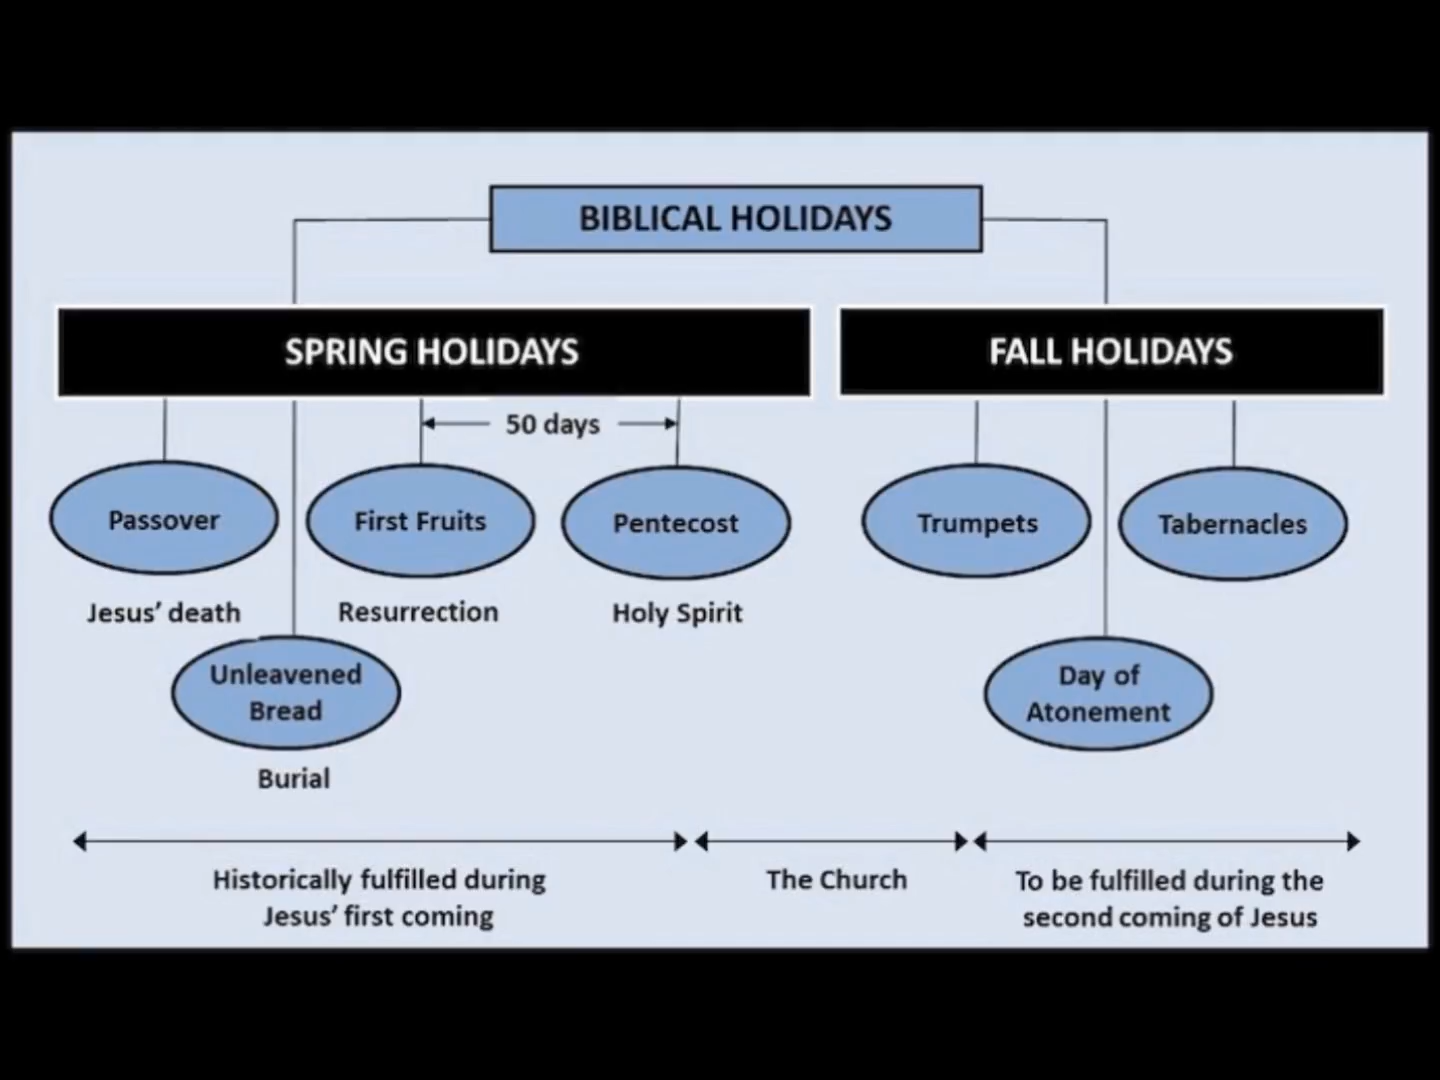 BIBLICAL HOLIDAYS
SPRING HOLIDAYS
FALL HOLIDAYS
50 days
Passover
First Fruits
Pentecost
Trumpets
Tabernacles
Jesus’ death
Resurrection
Holy Spirit
Unleavened
Bread
Day of
Atonement
Burial
Historically fulfilled during
Jesus’ first coming
The Church
To be fulfilled during the
second coming of Jesus